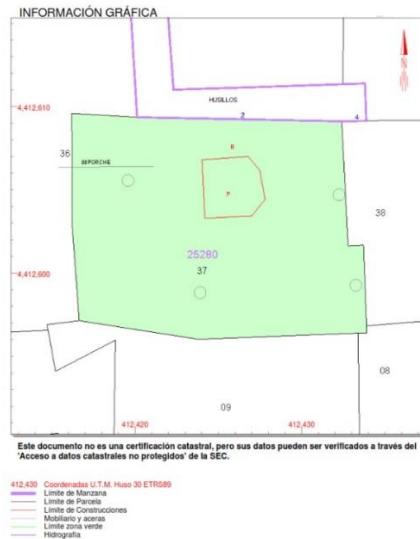 INFORMACIÓN GRÁFICA
N
HUSILLOS
4,412,610
2
4
36
BIPORCHE
P
38
25280
37
4,412,600
08
412,420
412,430
09
Este documento no es una certificación catastral, pero sus datos pueden ser verificados a través del
'Acceso a datos catastrales no protegidos' de la SEC.
412,430 Coordenadas U.T.M. Huso 30 ETRS89
Límite de Manzana
Límite de Parcela
Límite de Construcciones
Mobiliario y aceras
Límite zona verde
Hidrografía